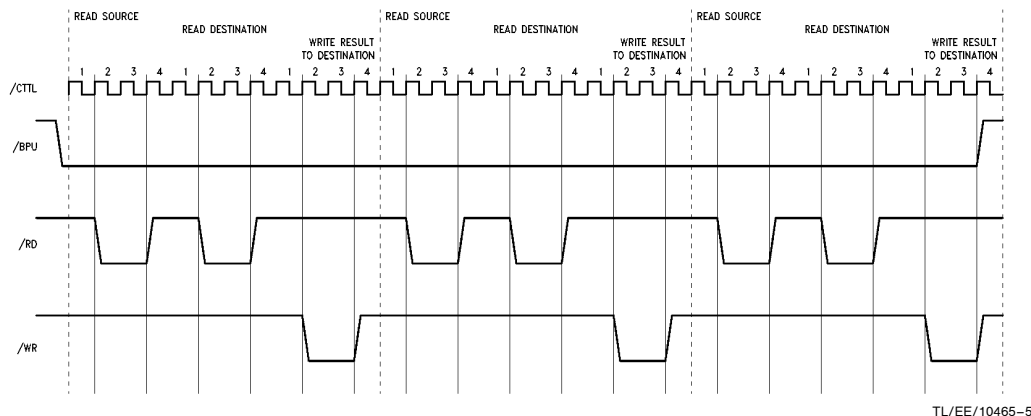 READ SOURCE READ SOURCE READ SOURCE
READ DESTINATION READ DESTINATION READ DESTINATION
WRITE RESULT WRITE RESULT WRITE RESULT
TO DESTINATION TO DESTINATION TO DESTINATION
1 2 3 4 1 2 3 4 1 2 3 4 1 2 3 4 1 2 3 4 1 2 3 4 1 2 3 4 1 2 3 4 1 2 3 4
/CTTL
/BPU
/RD
/WR
TL/EE/10465–5